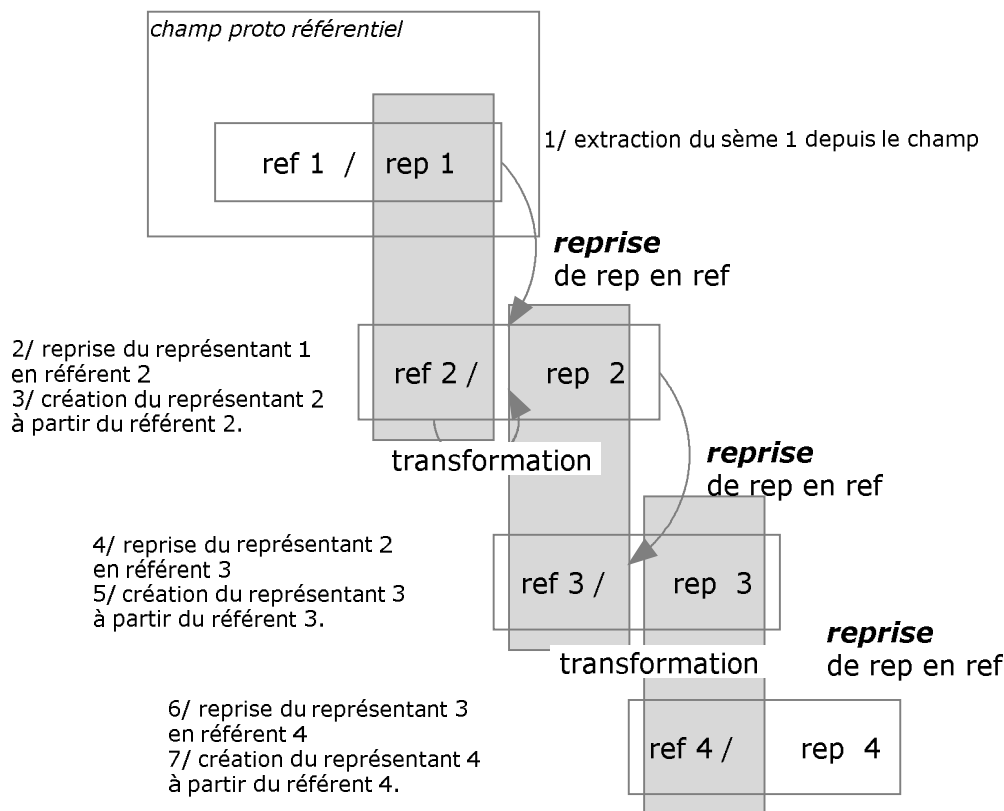 champ proto référentiel
1/ extraction du sème 1 depuis le champ
ref 1 / rep 1
reprise
de rep en ref
2/ reprise du représentant 1
en référent 2
3/ création du représentant 2
à partir du référent 2.
ref 2 / rep 2
transformation
reprise
de rep en ref
4/ reprise du représentant 2
en référent 3
5/ création du représentant 3
à partir du référent 3.
ref 3 / rep 3
transformation
reprise
de rep en ref
6/ reprise du représentant 3
en référent 4
7/ création du représentant 4
à partir du référent 4.
ref 4 / rep 4